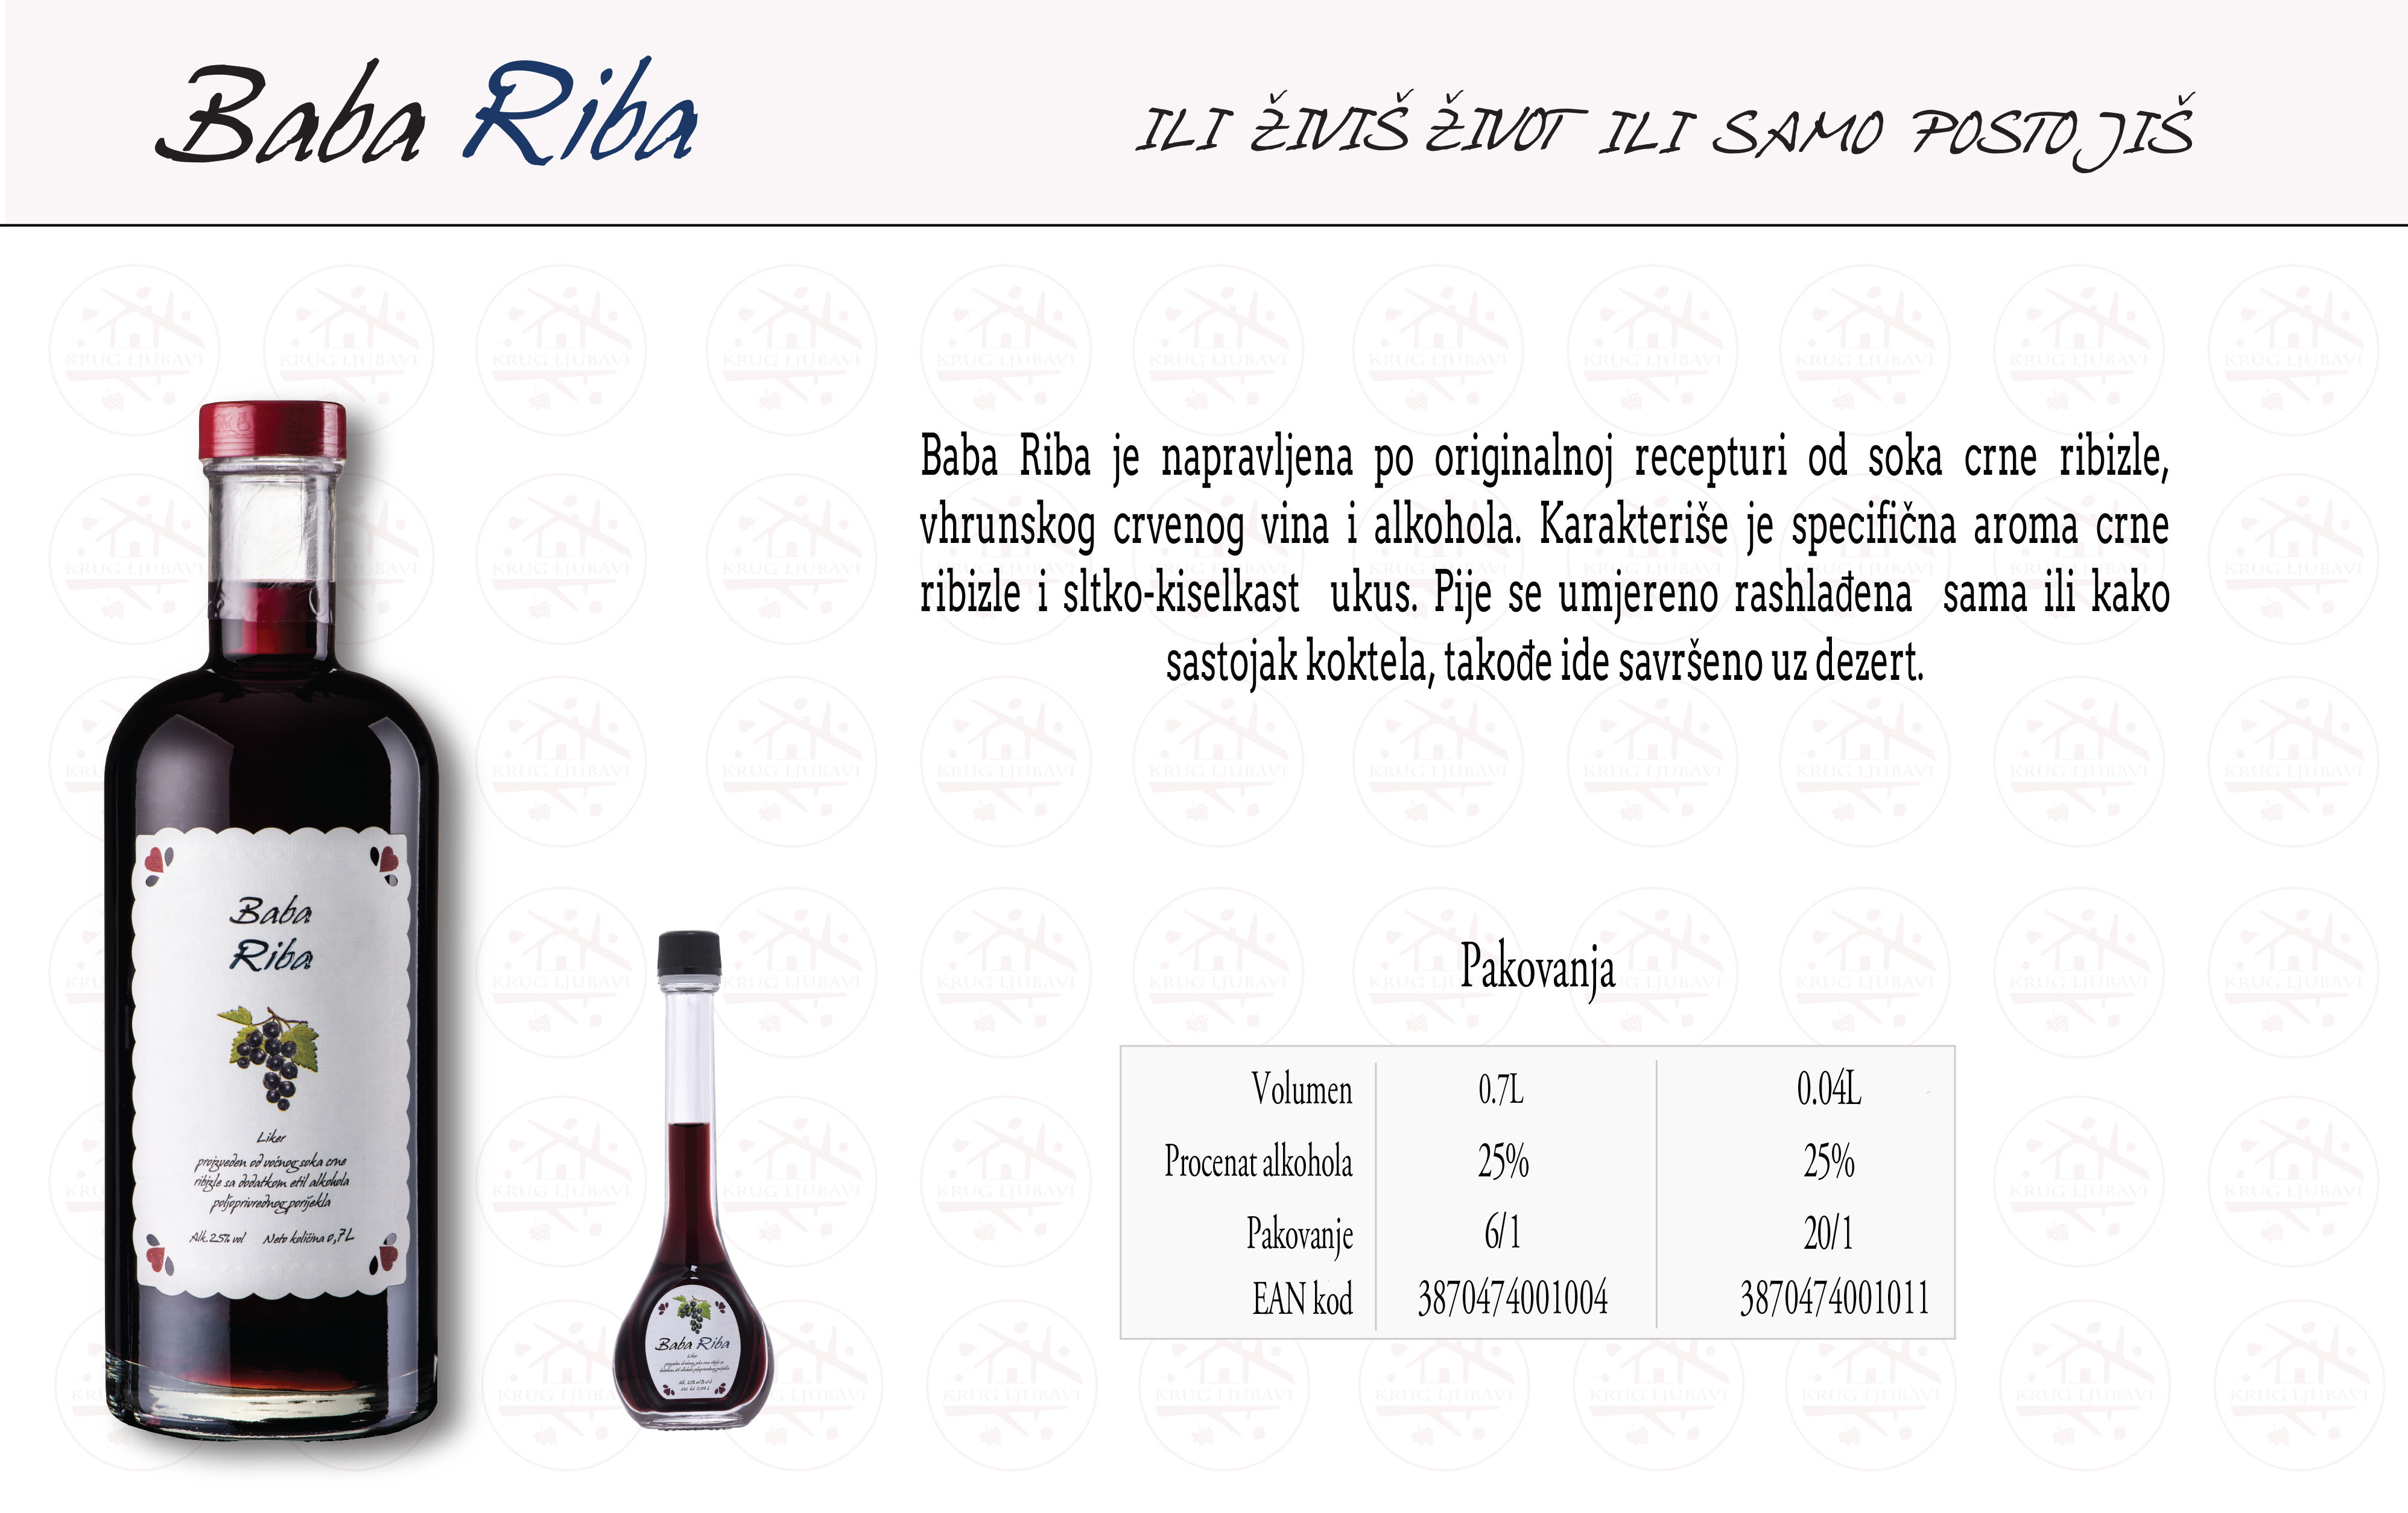 Baba Riba
ILI ŽIVIŠ ŽIVOT ILI SAMO POSTOJIŠ
Baba Riba je napravljena po originalnoj recepturi od soka crne ribizle,
vhrunskog crvenog vina i alkohola. Karakteriše je specifična aroma crne
ribizle i sltko-kiselkast ukus. Pije se umjereno rashlađena sama ili kako
sastojak koktela, takođe ide savršeno uz dezert.
Baba
Riba
Liker
proizveden od voćnog soka crne
ribizle sa dodatkom etil alkohola
poljoprivrednog porijekla
Alk. 25% vol Neto količina 0,7 L
Baba Riba
Liker
Pakovanja
Volumen 0.7L 0.04L
Procenat alkohola 25% 25%
Pakovanje 6/1 20/1
EAN kod 3870474001004 3870474001011
KRUG LJUBAVI